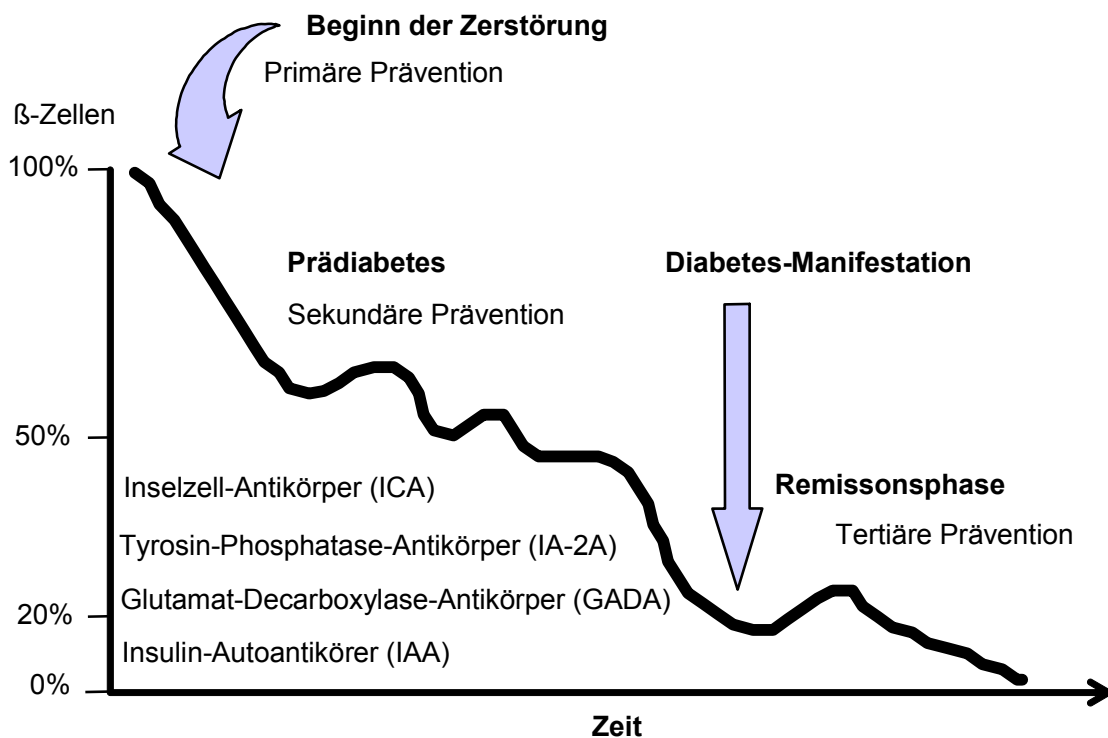 Beginn der Zerstörung
Primäre Prävention
ß-Zellen
100%
Prädiabetes
Sekundäre Prävention
Diabetes-Manifestation
50%
Inselzell-Antikörper (ICA)
Remissonsphase
Tertiäre Prävention
Tyrosin-Phosphatase-Antikörper (IA-2A)
Glutamat-Decarboxylase-Antikörper (GADA)
20%
Insulin-Autoantikörer (IAA)
0%
Zeit